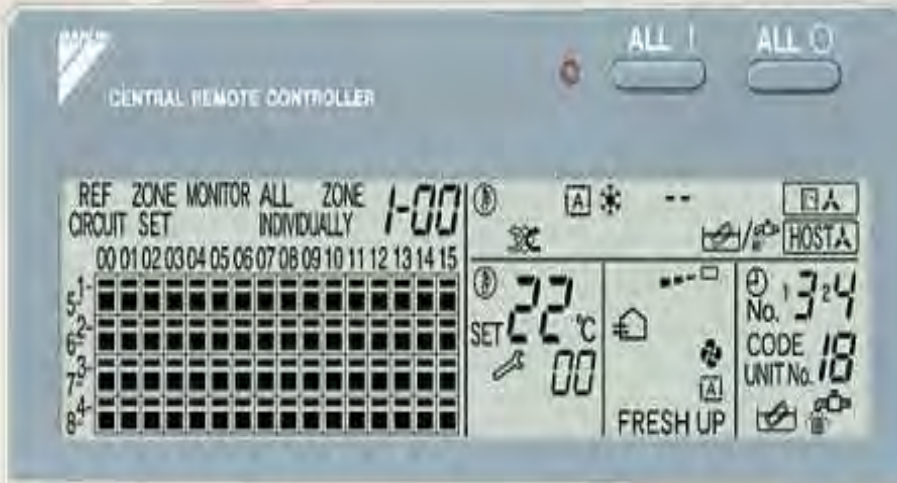 ALL I ALL O
CENTRAL REMOTE CONTROLLER
REF ZONE MONITOR ALL ZONE
CIRCUIT SET INDIVIDUALLY 1-00
A --
HOST
00 01 02 03 04 05 06 07 08 09 10 11 12 13 14 15
1
5
2
6
3
7
4
8
SET 22 °C
00
A
FRESH UP
No. 1 3 2 4
CODE
UNIT No. 18